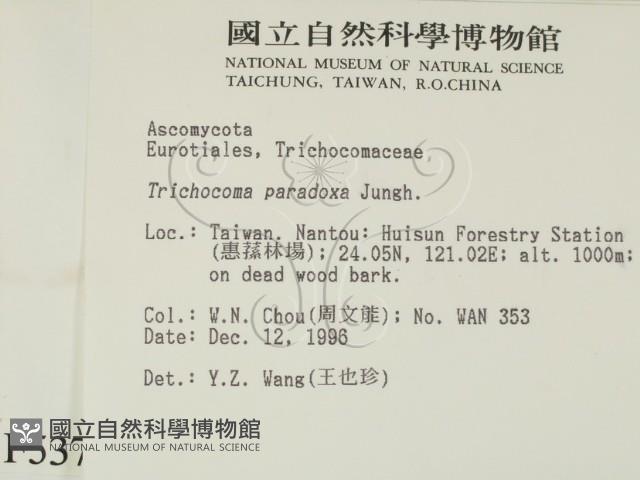 國立自然科學博物館
NATIONAL MUSEUM OF NATURAL SCIENCE
TAICHUNG, TAIWAN, R.O.CHINA
Ascomycota
Eurotiales, Trichocomaceae
Trichocoma paradoxa Jungh.
Loc.: Taiwan. Nantou: Huisun Forestry Station
(惠蓀林場); 24.05N, 121.02E; alt. 1000m;
on dead wood bark.
Col.: W.N. Chou(周文能); No. WAN 353
Date: Dec. 12, 1996
Det.: Y.Z. Wang(王也珍)
國立自然科學博物館
NATIONAL MUSEUM OF NATURAL SCIENCE